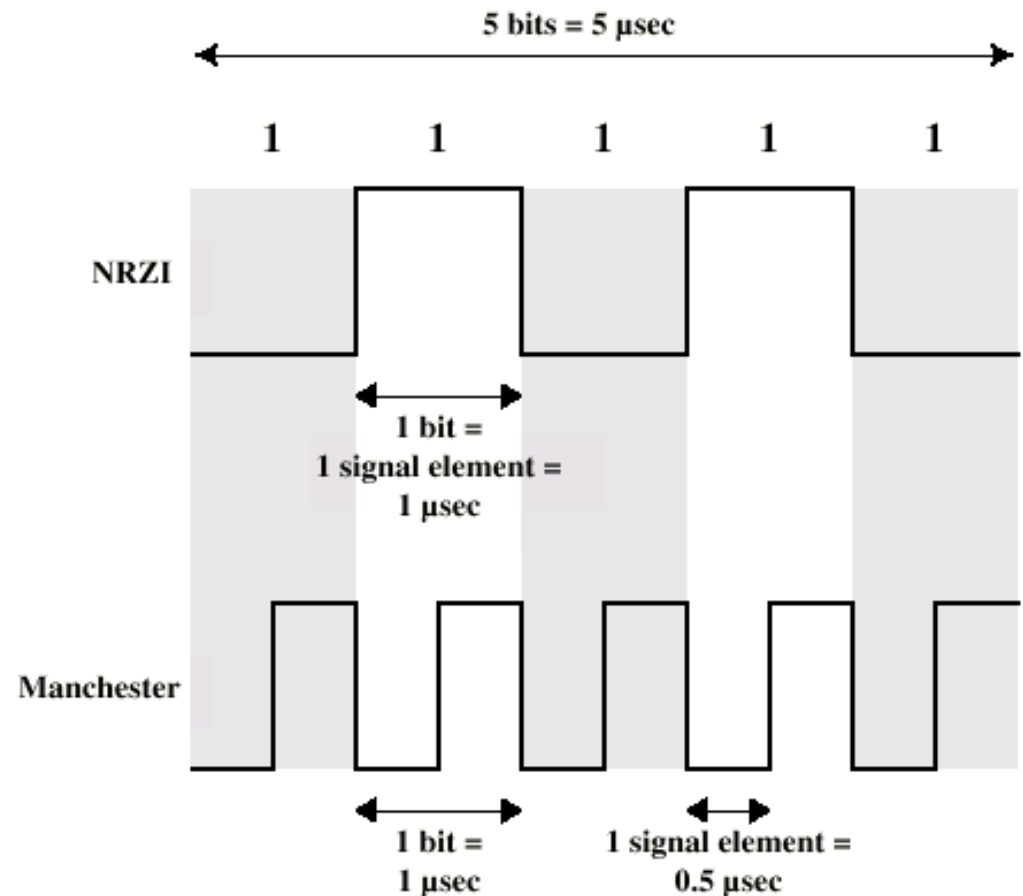 5 bits = 5 µsec
1 1 1 1 1
NRZI
1 bit =
1 signal element =
1 µsec
Manchester
1 bit =
1 µsec
1 signal element =
0.5 µsec